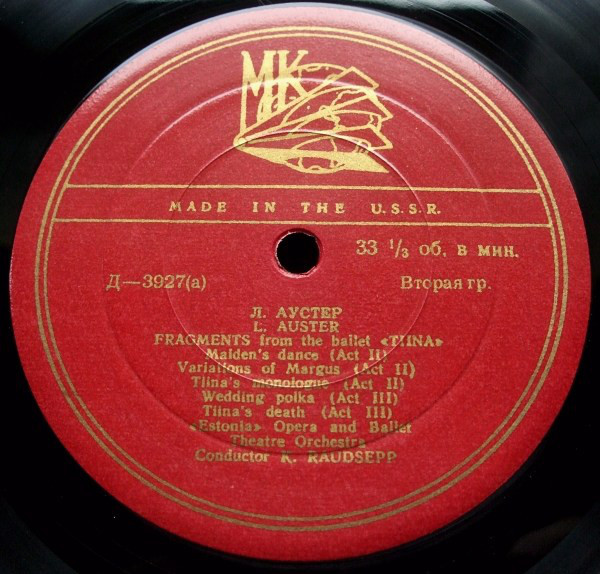 МК
MADE IN THE U.S.S.R.
33 1/3 об. в мин.
Д—3927(а) Вторая гр.
Л. АУСТЕР
L. AUSTER
FRAGMENTS from the ballet «TIINA»
Maiden's dance (Act II)
Variations of Margus (Act II)
Tiina's monologue (Act II)
Wedding polka (Act III)
Tiina's death (Act III)
«Estonia» Opera and Ballet
Theatre Orchestra
Conductor K. RAUDSEPP